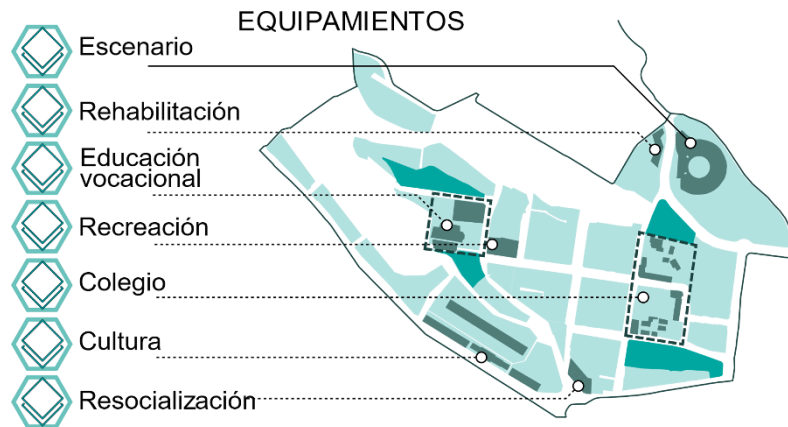 EQUIPAMIENTOS
Escenario
Rehabilitación
Educación
vocacional
Recreación
Colegio
Cultura
Resocialización